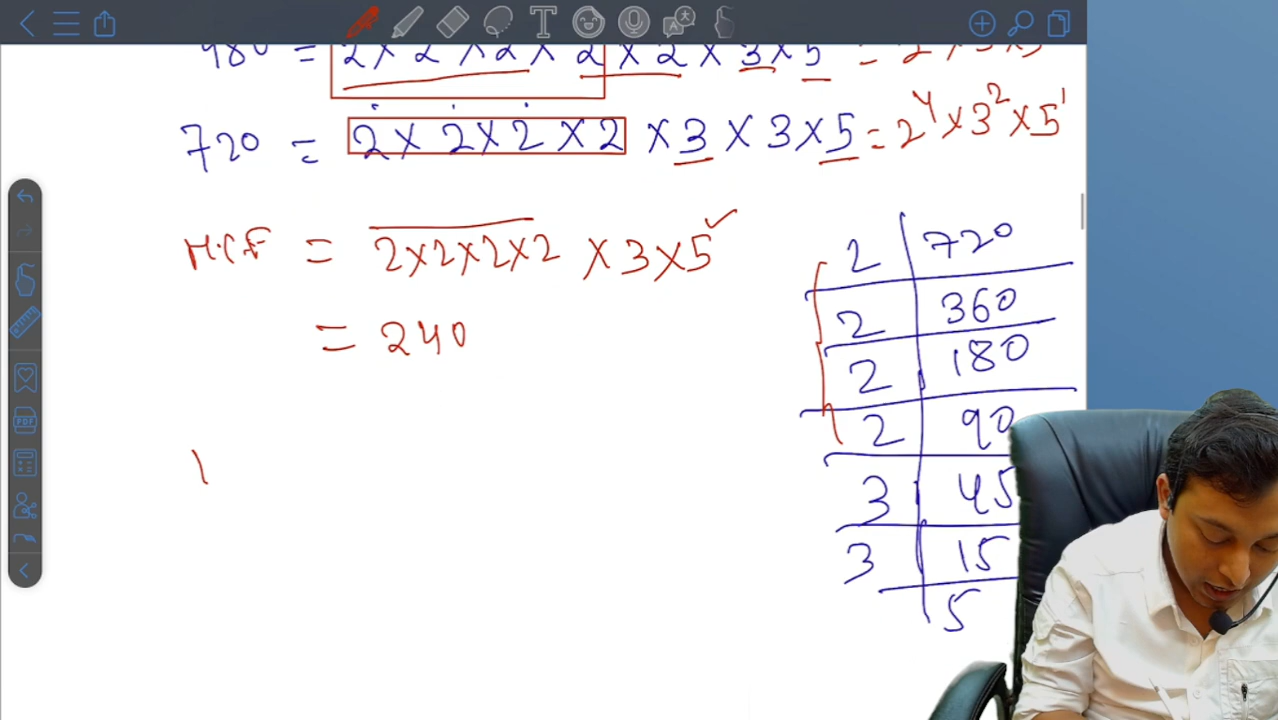 480 = 2 × 2 × 2 × 2 × 2 × 3 × 5 =
720 = 2 × 2 × 2 × 2 × 3 × 3 × 5 = 2⁴ × 3² × 5¹
H.C.F = 2×2×2×2 × 3×5 ✓
= 240
2 | 720
2 | 360
2 | 180
2 | 90
3 | 45
3 | 15
5